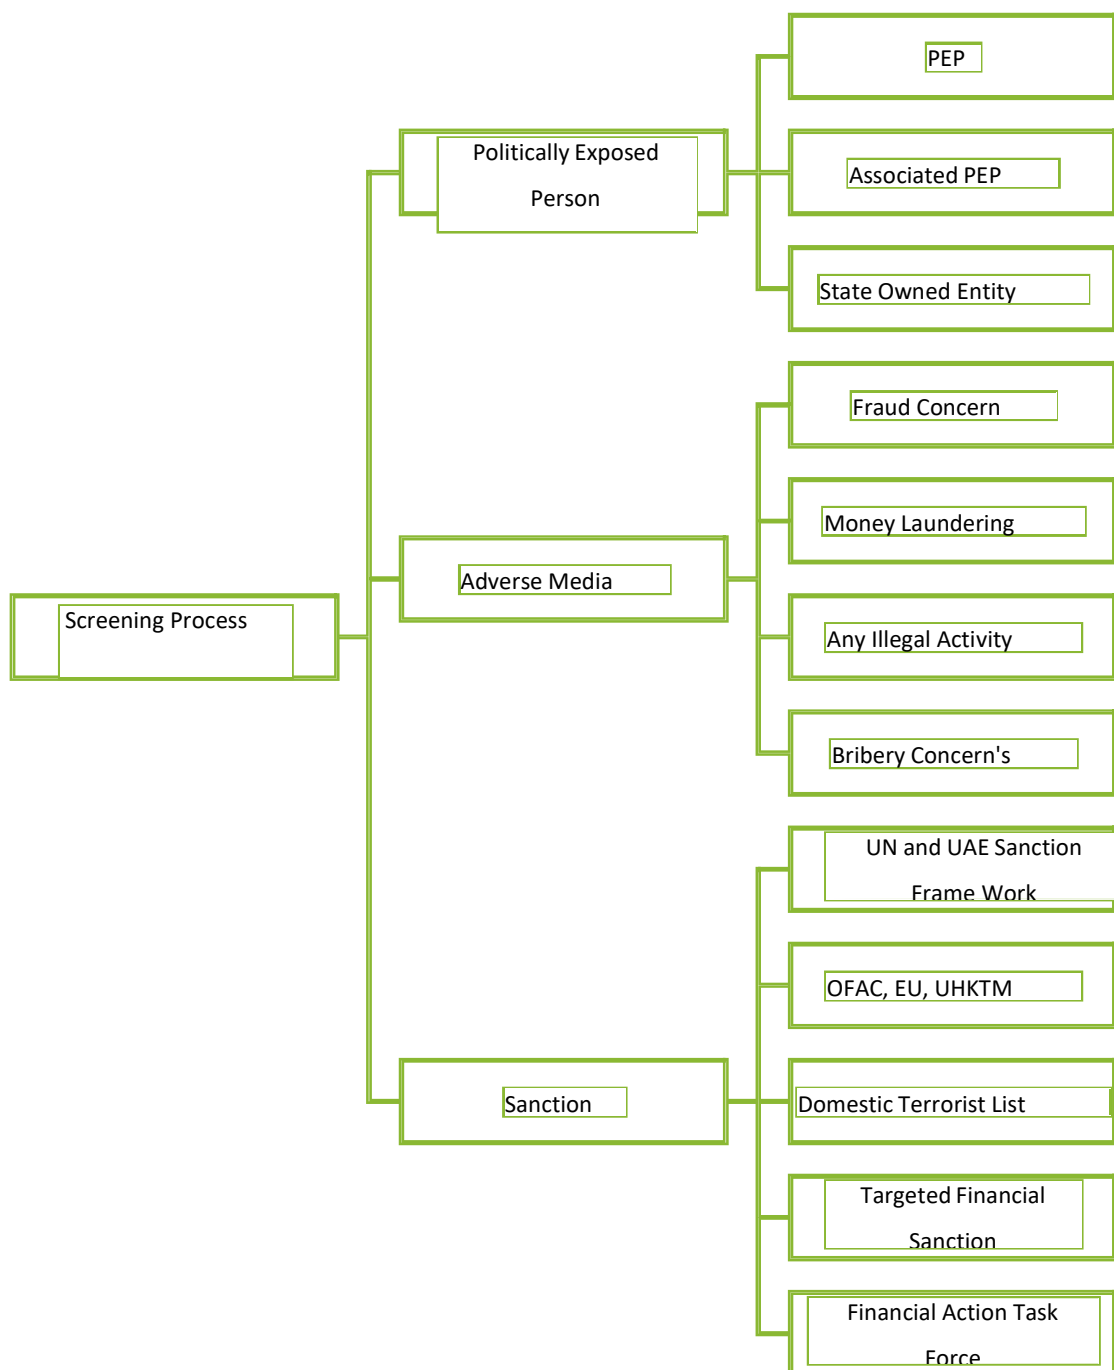 Screening Process
Politically Exposed
Person
PEP
Associated PEP
State Owned Entity
Adverse Media
Fraud Concern
Money Laundering
Any Illegal Activity
Bribery Concern's
Sanction
UN and UAE Sanction
Frame Work
OFAC, EU, UHKTM
Domestic Terrorist List
Targeted Financial
Sanction
Financial Action Task
Force